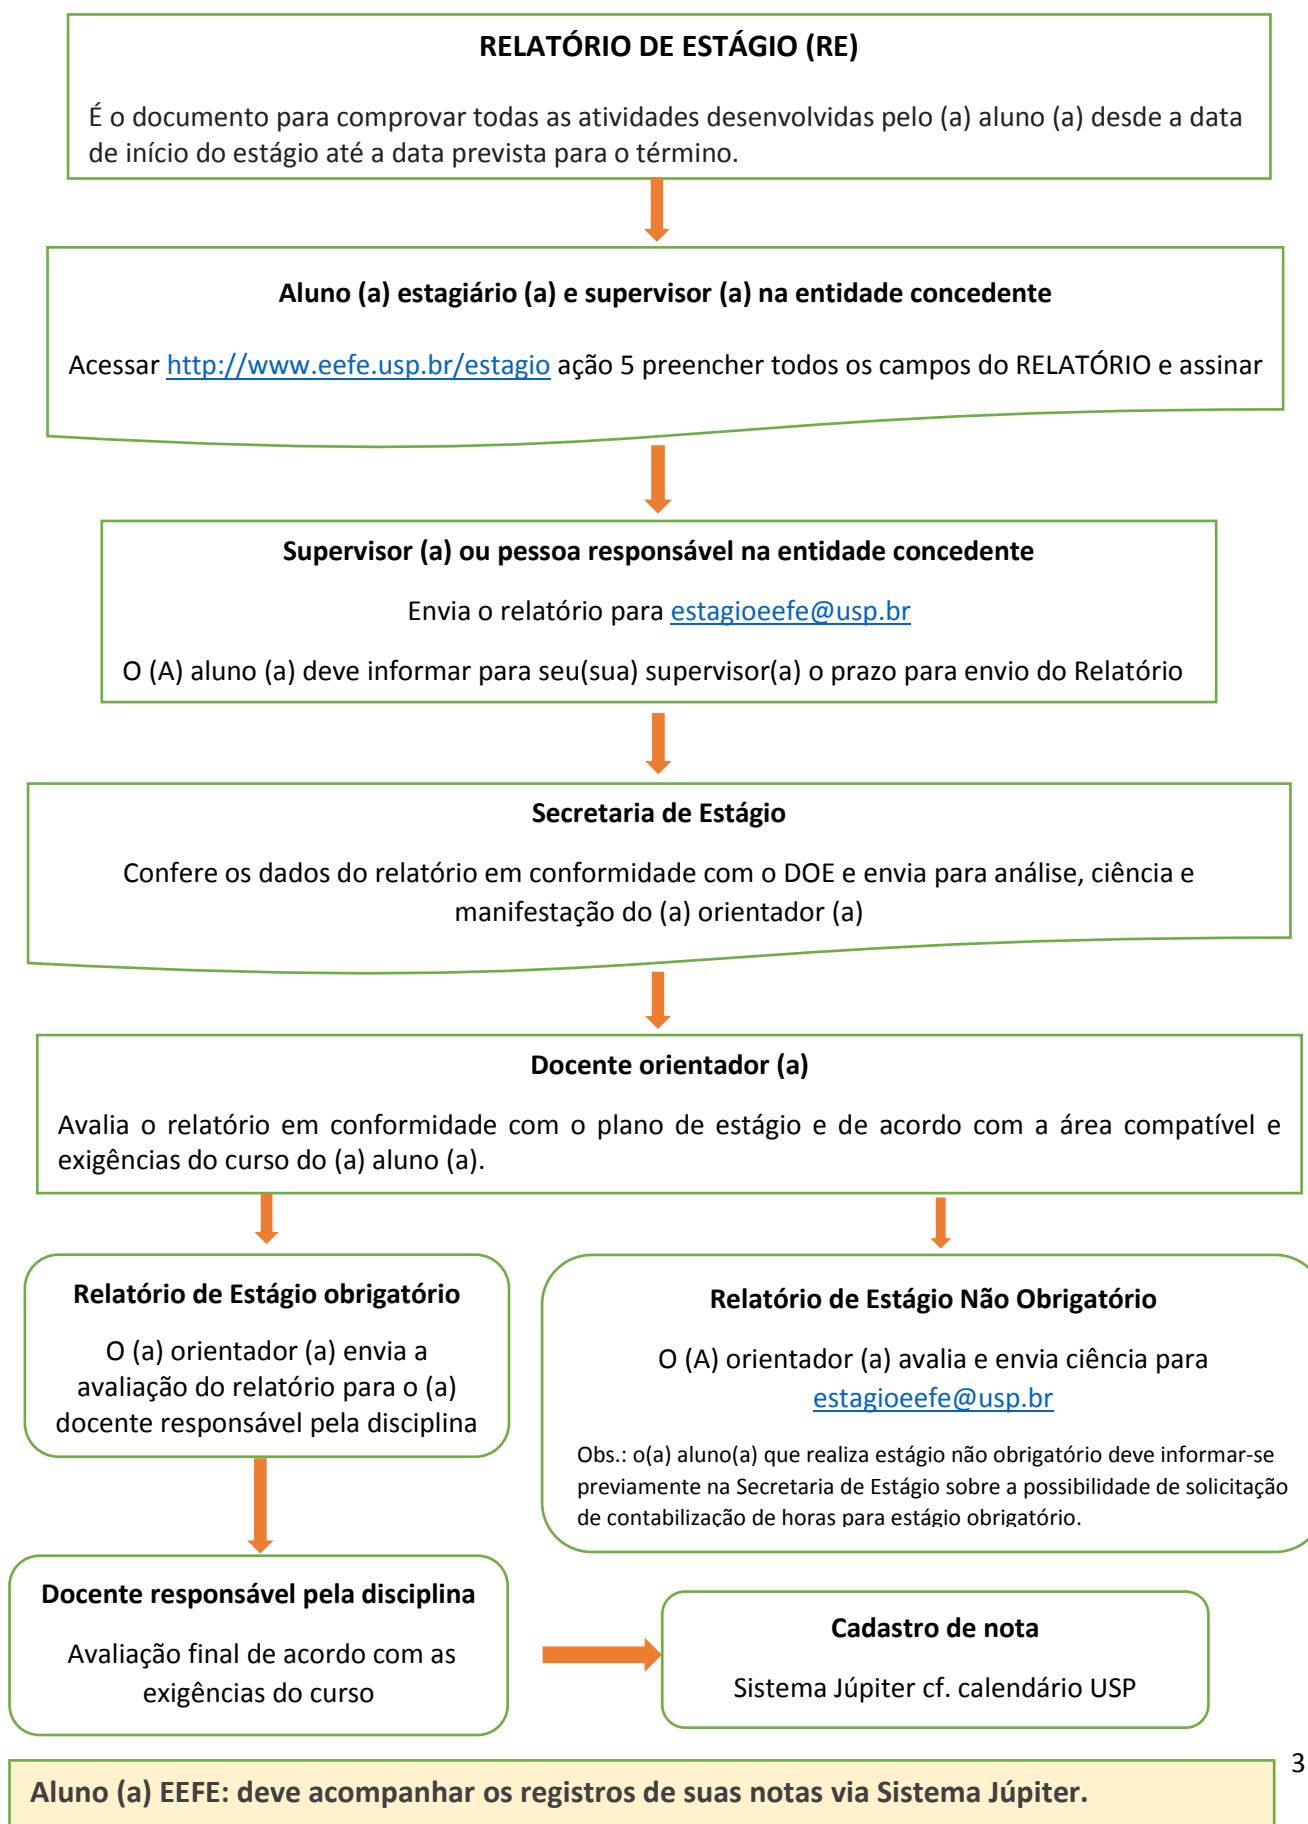 RELATÓRIO DE ESTÁGIO (RE)
É o documento para comprovar todas as atividades desenvolvidas pelo (a) aluno (a) desde a data
de início do estágio até a data prevista para o término.
Aluno (a) estagiário (a) e supervisor (a) na entidade concedente
Acessar http://www.eefe.usp.br/estagio ação 5 preencher todos os campos do RELATÓRIO e assinar
Supervisor (a) ou pessoa responsável na entidade concedente
Envia o relatório para estagioeefe@usp.br
O (A) aluno (a) deve informar para seu(sua) supervisor(a) o prazo para envio do Relatório
Secretaria de Estágio
Confere os dados do relatório em conformidade com o DOE e envia para análise, ciência e
manifestação do (a) orientador (a)
Docente orientador (a)
Avalia o relatório em conformidade com o plano de estágio e de acordo com a área compatível e
exigências do curso do (a) aluno (a).
Relatório de Estágio obrigatório
O (a) orientador (a) envia a
avaliação do relatório para o (a)
docente responsável pela disciplina
Relatório de Estágio Não Obrigatório
O (A) orientador (a) avalia e envia ciência para
estagioeefe@usp.br
Obs.: o(a) aluno(a) que realiza estágio não obrigatório deve informar-se
previamente na Secretaria de Estágio sobre a possibilidade de solicitação
de contabilização de horas para estágio obrigatório.
Docente responsável pela disciplina
Avaliação final de acordo com as
exigências do curso
Cadastro de nota
Sistema Júpiter cf. calendário USP
3
Aluno (a) EEFE: deve acompanhar os registros de suas notas via Sistema Júpiter.